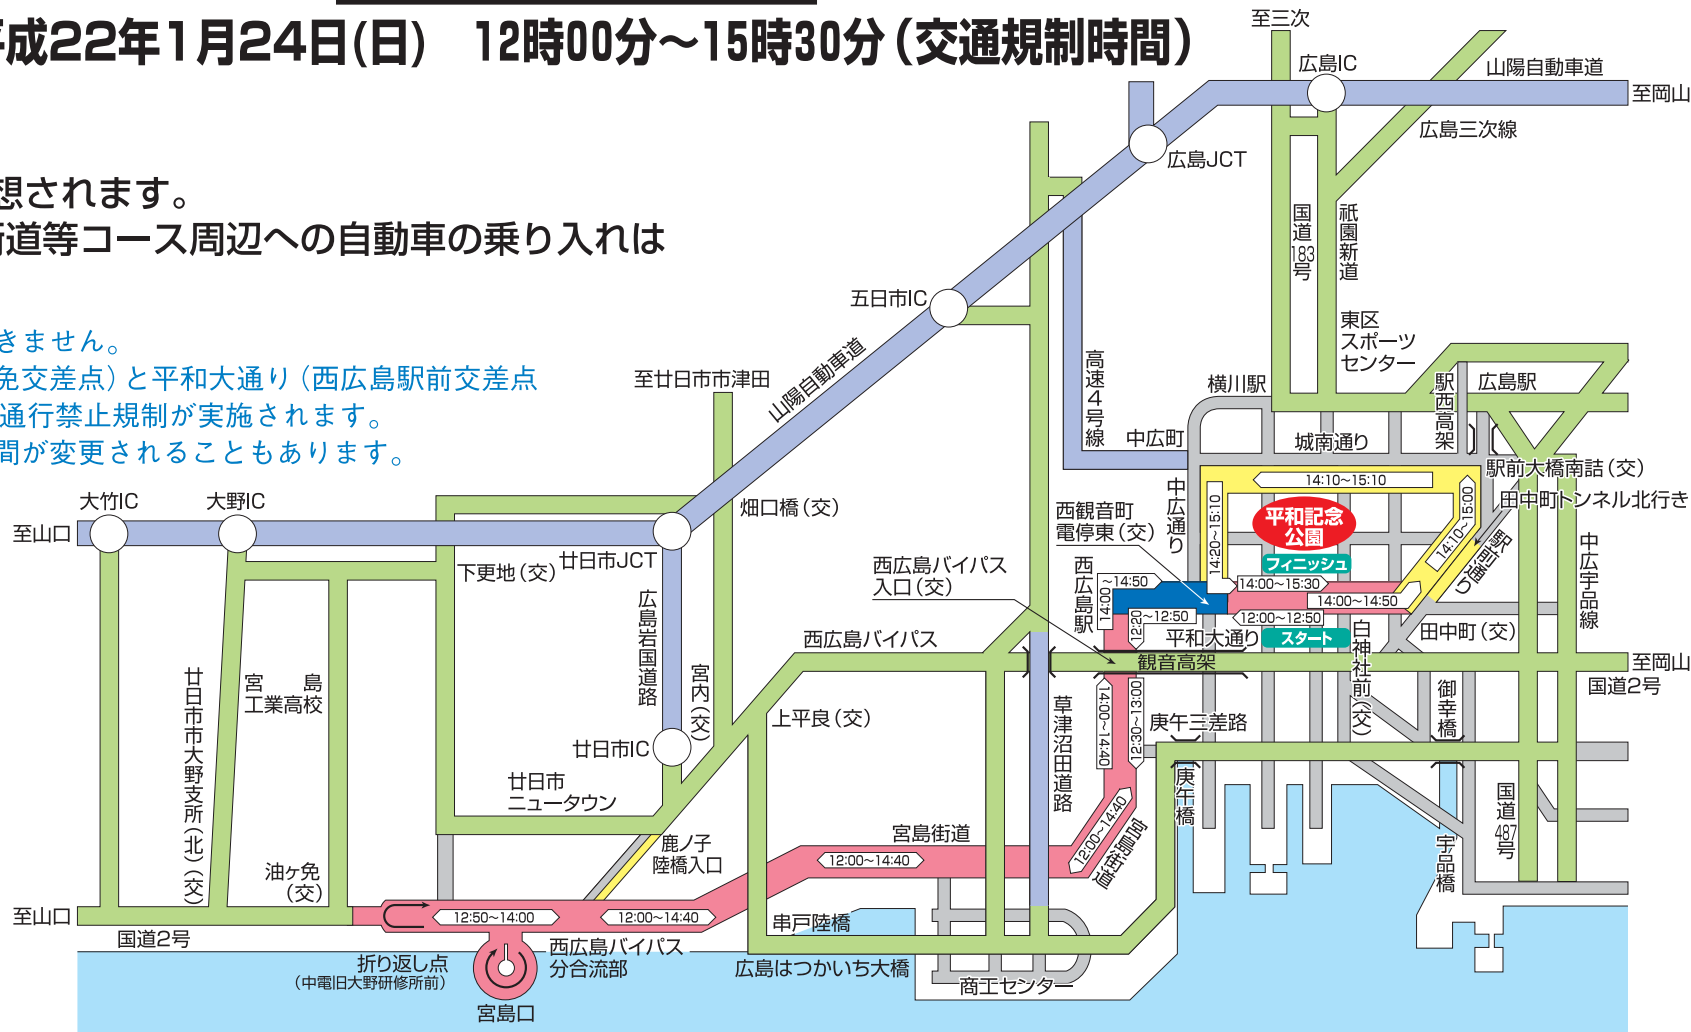 平成22年1月24日(日) 12時00分～15時30分(交通規制時間)
想されます。
街道等コース周辺への自動車の乗り入れは
きません。
免交差点)と平和大通り(西広島駅前交差点
通行禁止規制が実施されます。
間が変更されることもあります。
至三次
広島IC
山陽自動車道
至岡山
広島三次線
広島JCT
国道183号
祇園新道
五日市IC
東区
スポーツ
センター
高速4号線
山陽自動車道
至廿日市市津田
横川駅
駅西高架
広島駅
中広町
城南通り
駅前大橋南詰(交)
田中町トンネル北行き
14:10～15:10
14:20～15:10
14:10～15:00
平和記念
公園
フィニッシュ
駅前通り
中広通り
中広宇品線
西観音町
電停東(交)
西広島バイパス
入口(交)
西広島駅
14:00～14:50
14:00～15:30
14:00～14:50
12:20～12:50
12:00～12:50
平和大通り
スタート
白神社前(交)
田中町(交)
観音高架
至岡山
国道2号
大竹IC
大野IC
至山口
畑口橋(交)
廿日市JCT
下更地(交)
広島岩国道路
西広島バイパス
宮内(交)
廿日市市大野支所(北)(交)
宮島
工業高校
上平良(交)
廿日市IC
廿日市
ニュータウン
草津沼田道路
14:00～14:40
12:30～13:00
庚午三差路
御幸橋
庚午橋
12:00～14:40
宮島街道
宮島街道
12:00～14:40
国道487号
宇品橋
鹿ノ子
陸橋入口
油ヶ免
(交)
至山口
国道2号
12:50～14:00
12:00～14:40
折り返し点
(中電旧大野研修所前)
西広島バイパス
分合流部
宮島口
串戸陸橋
広島はつかいち大橋
商工センター